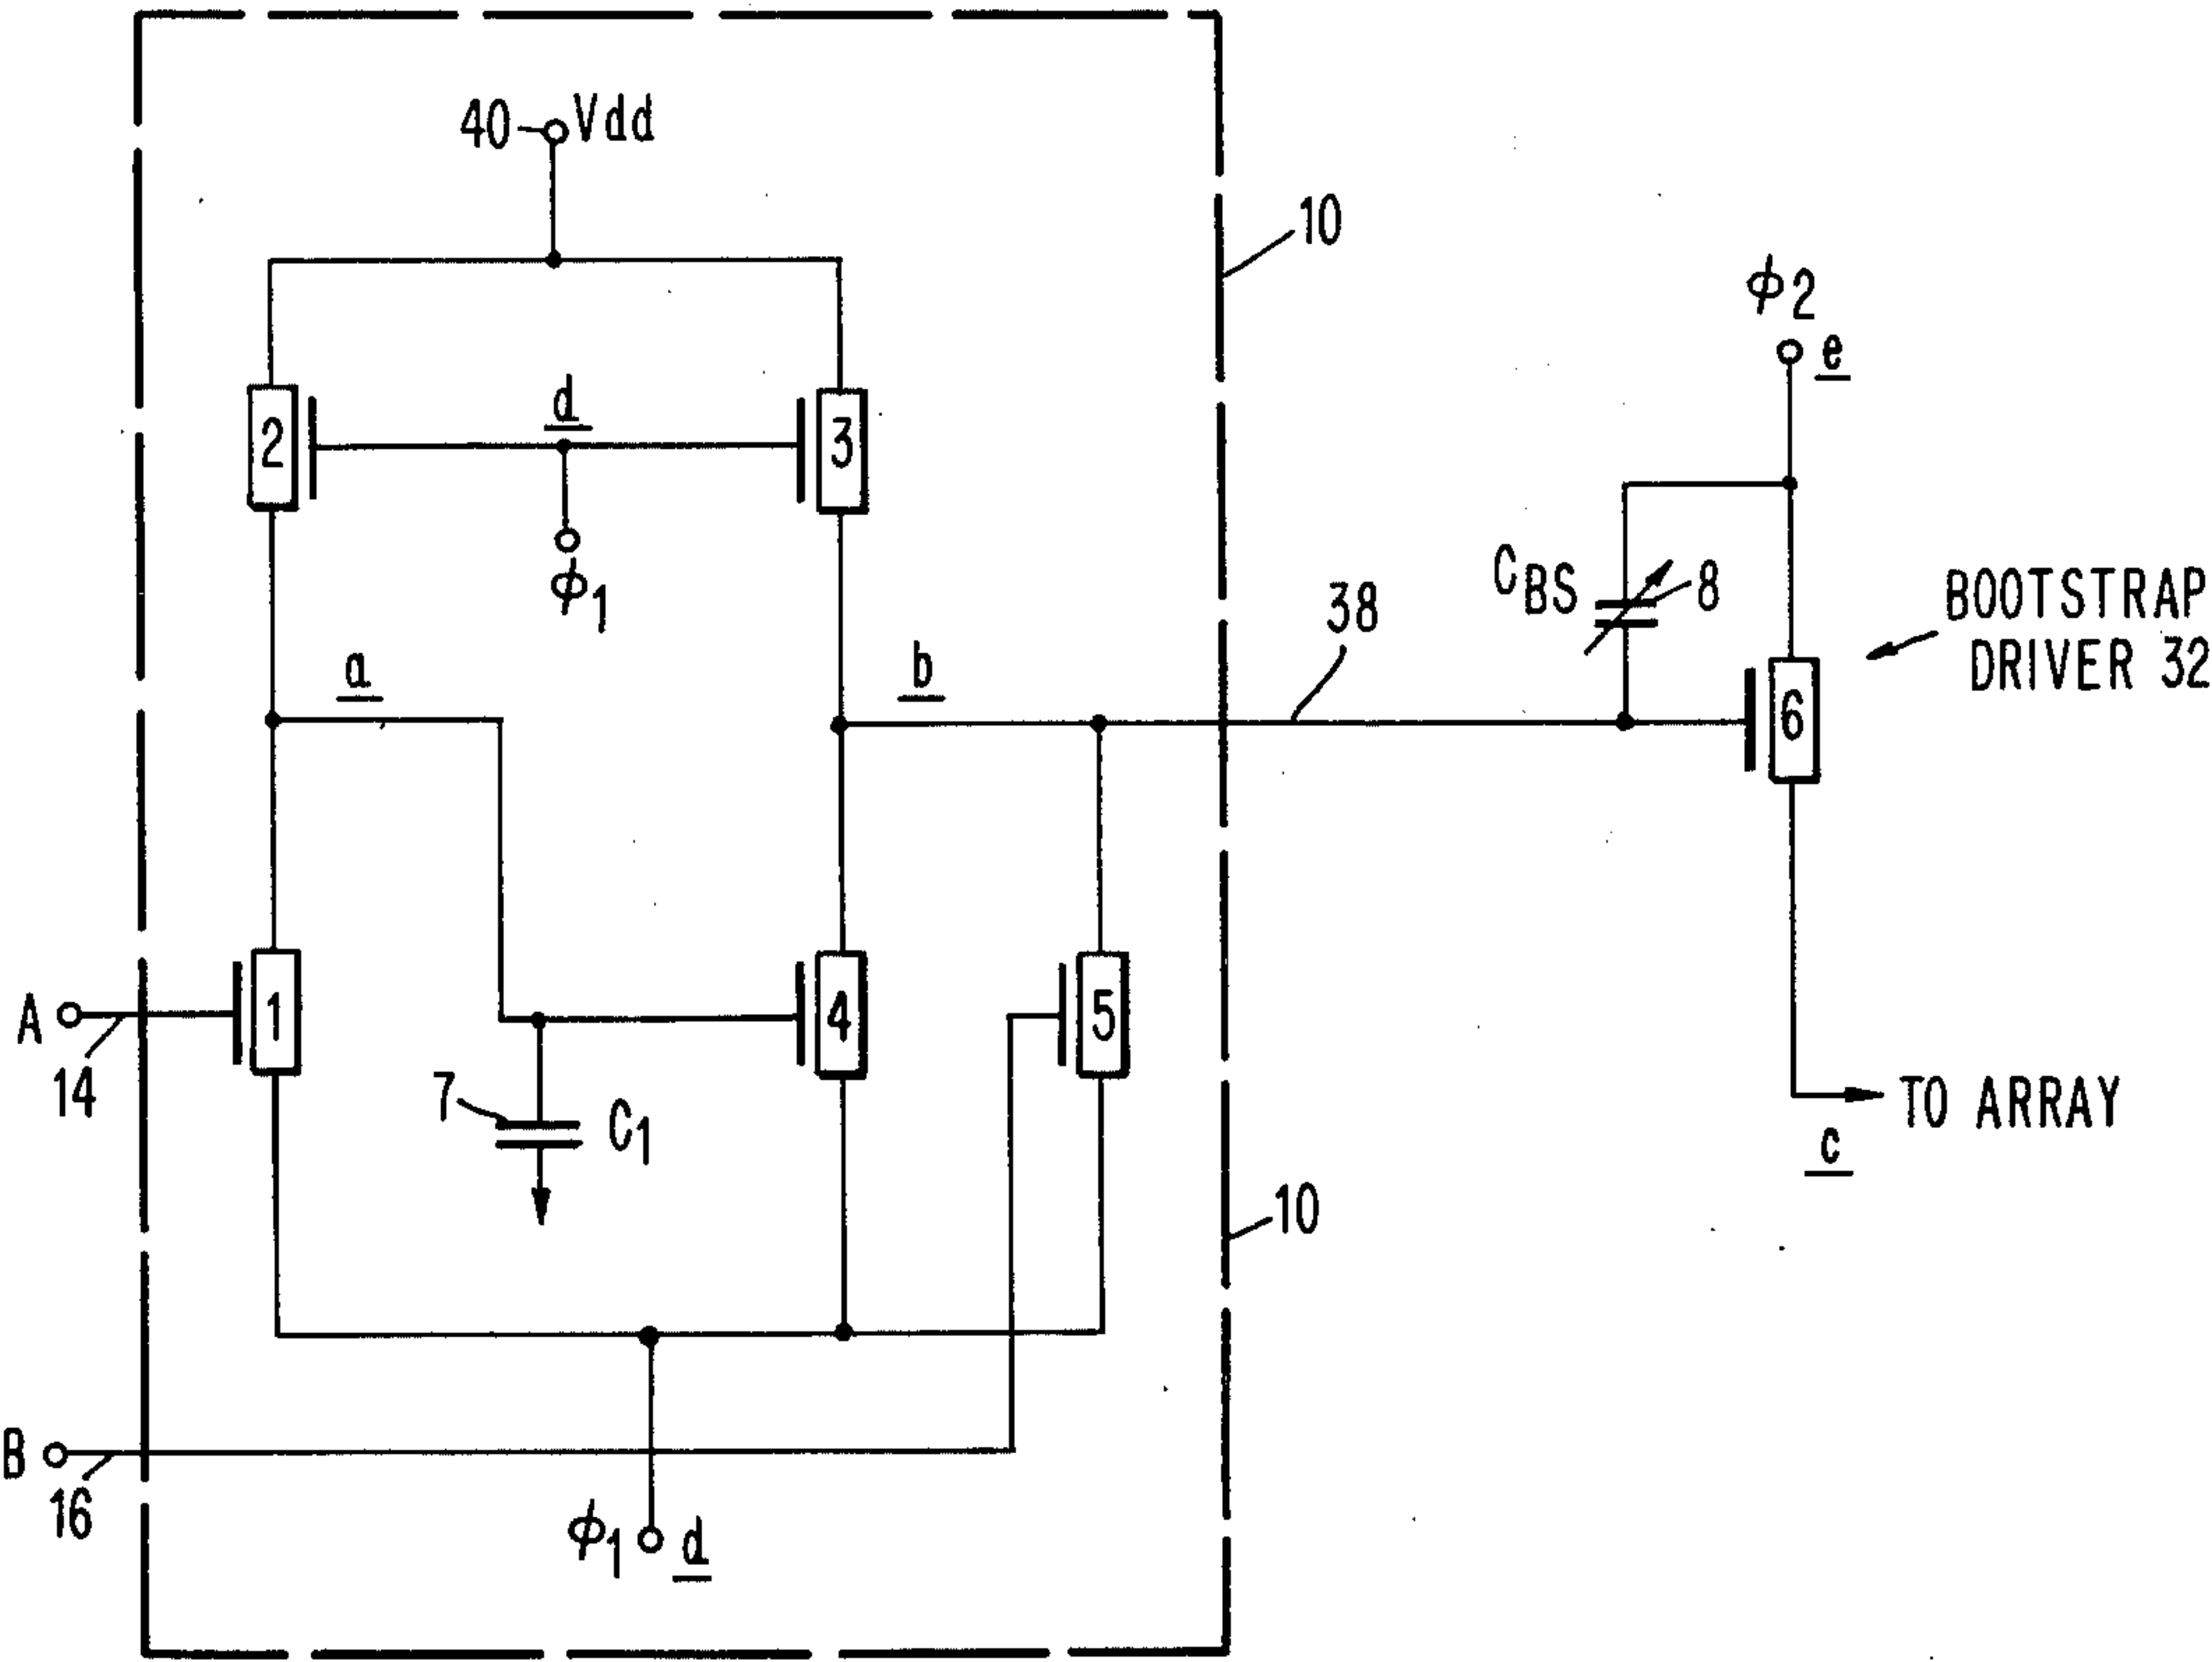 40 Vdd
10
ϕ2
e
2
d
3
ϕ1
CBS
8
BOOTSTRAP
DRIVER 32
38
a
b
6
A
14
1
4
5
7
C1
TO ARRAY
c
10
B
16
ϕ1
d